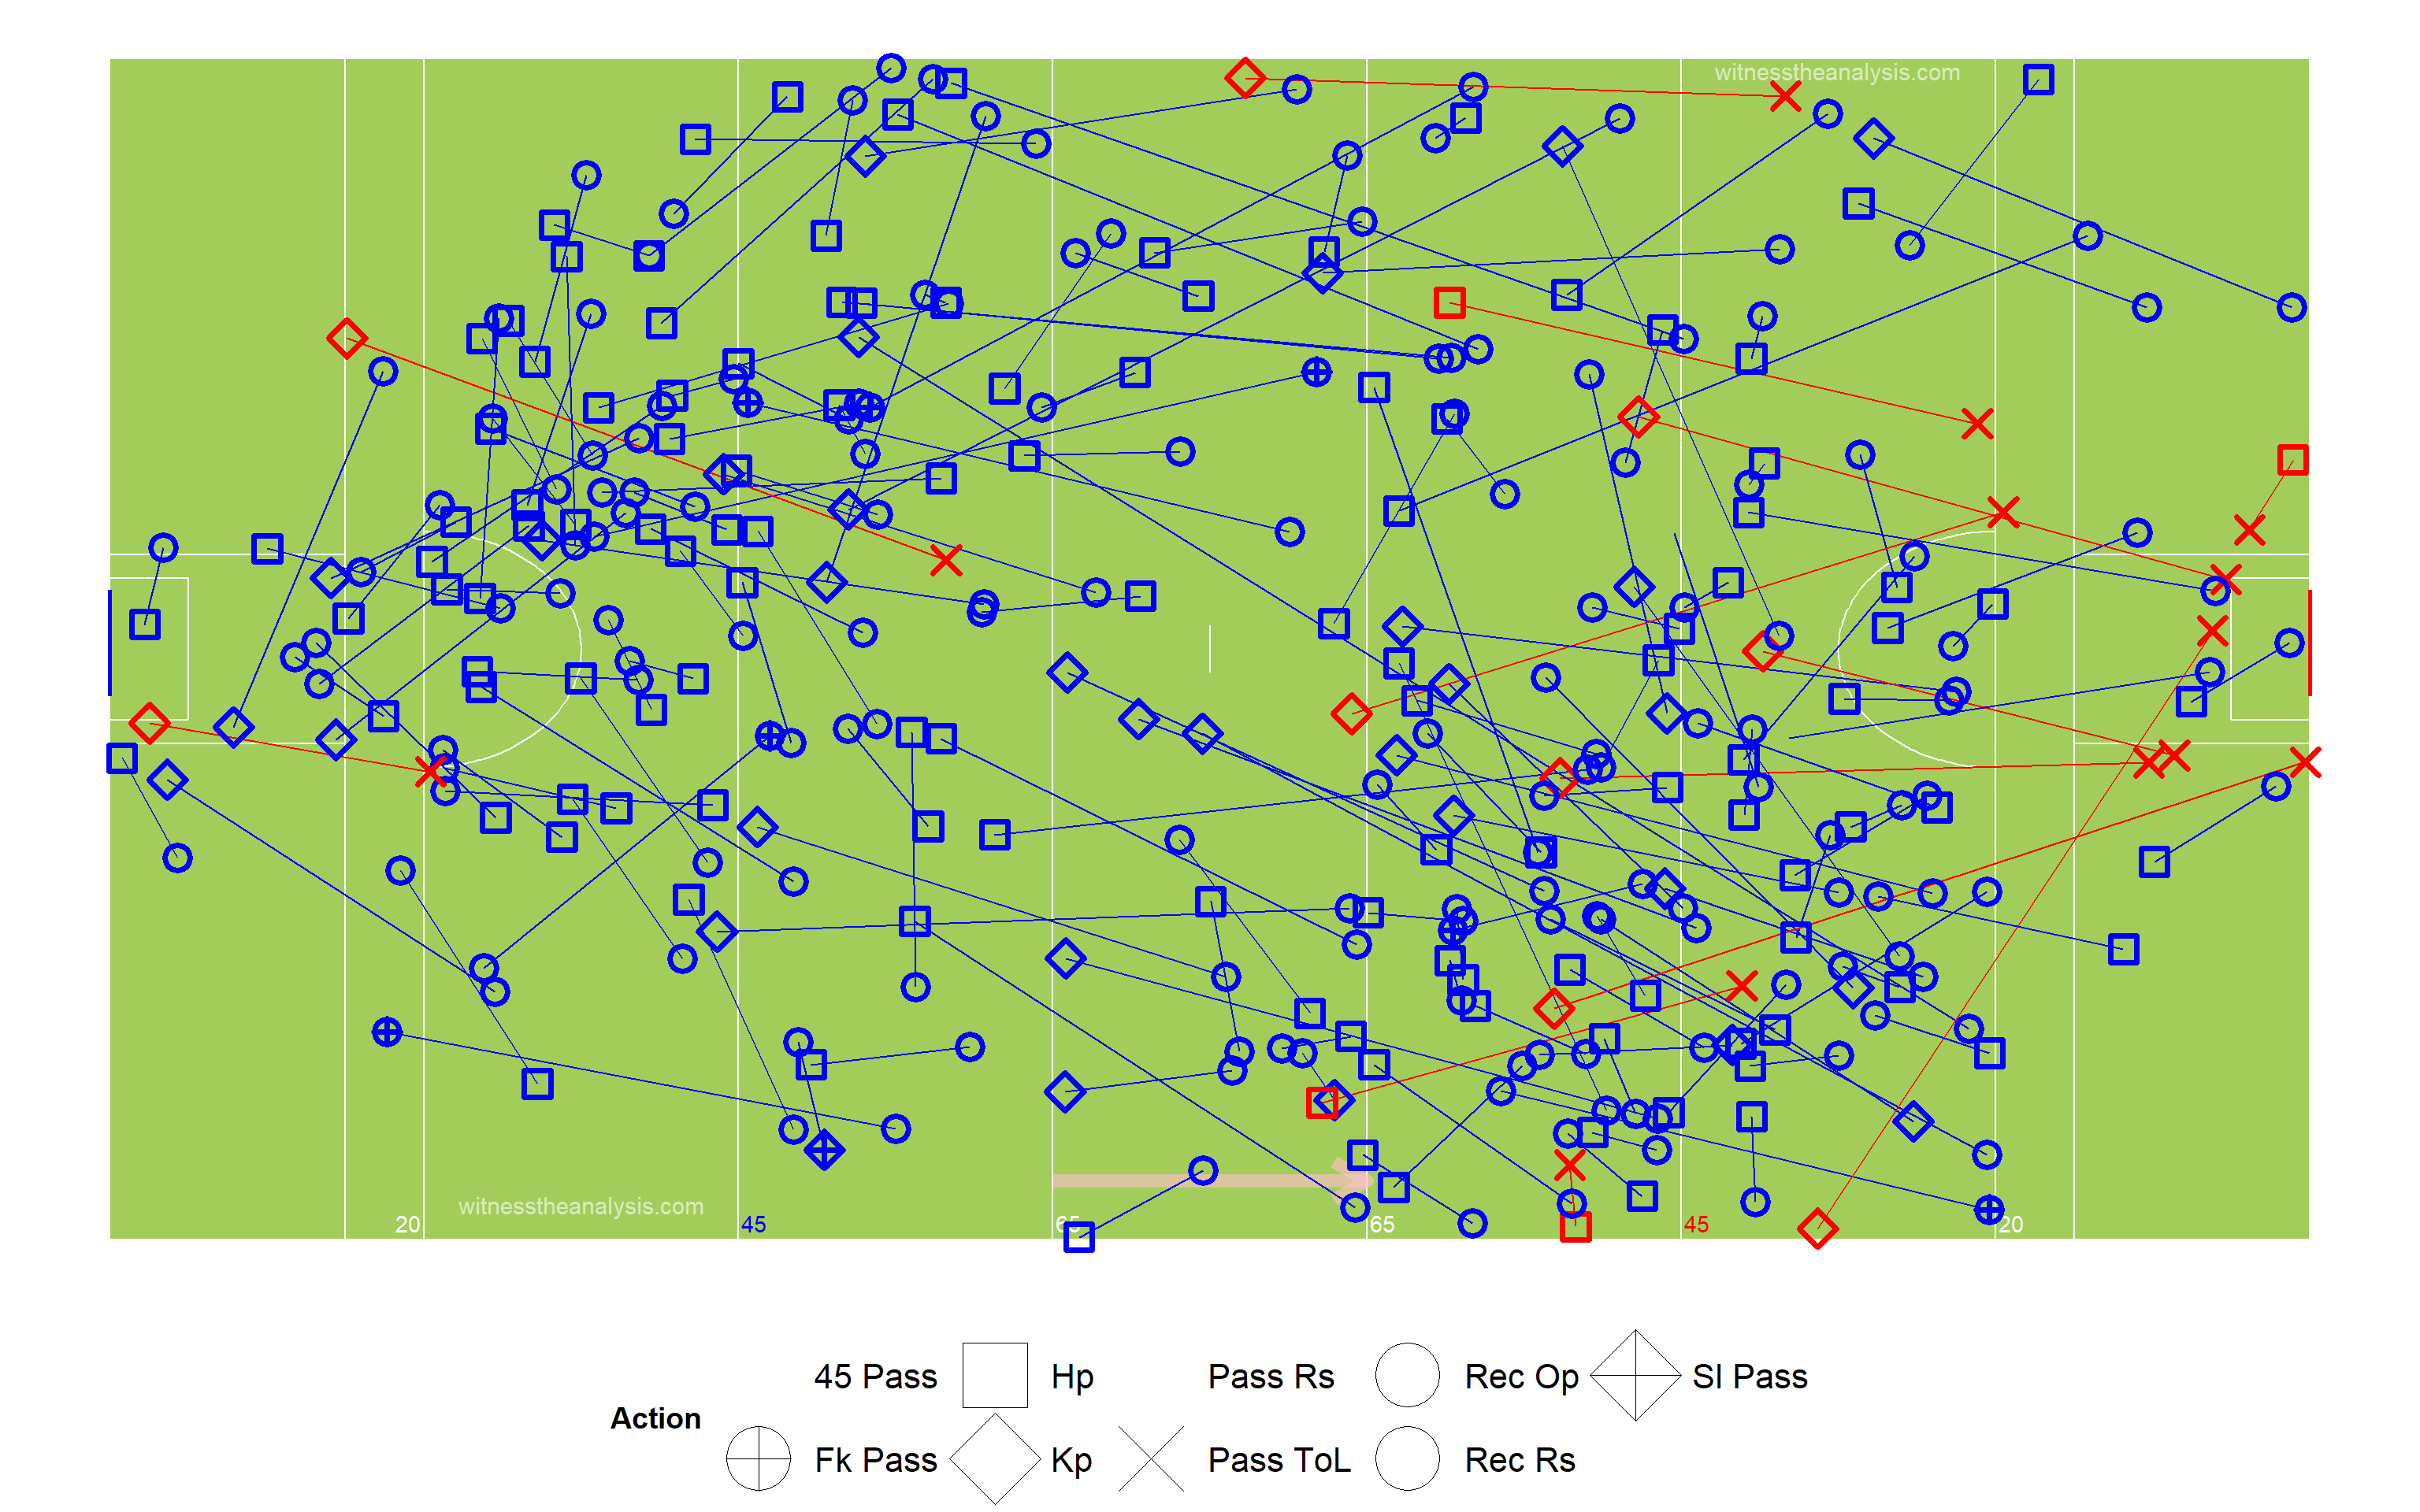 witnesstheanalysis.com
witnesstheanalysis.com
20 45 65 65 45 20
45 Pass Hp Pass Rs Rec Op Sl Pass
Action
Fk Pass Kp Pass ToL Rec Rs